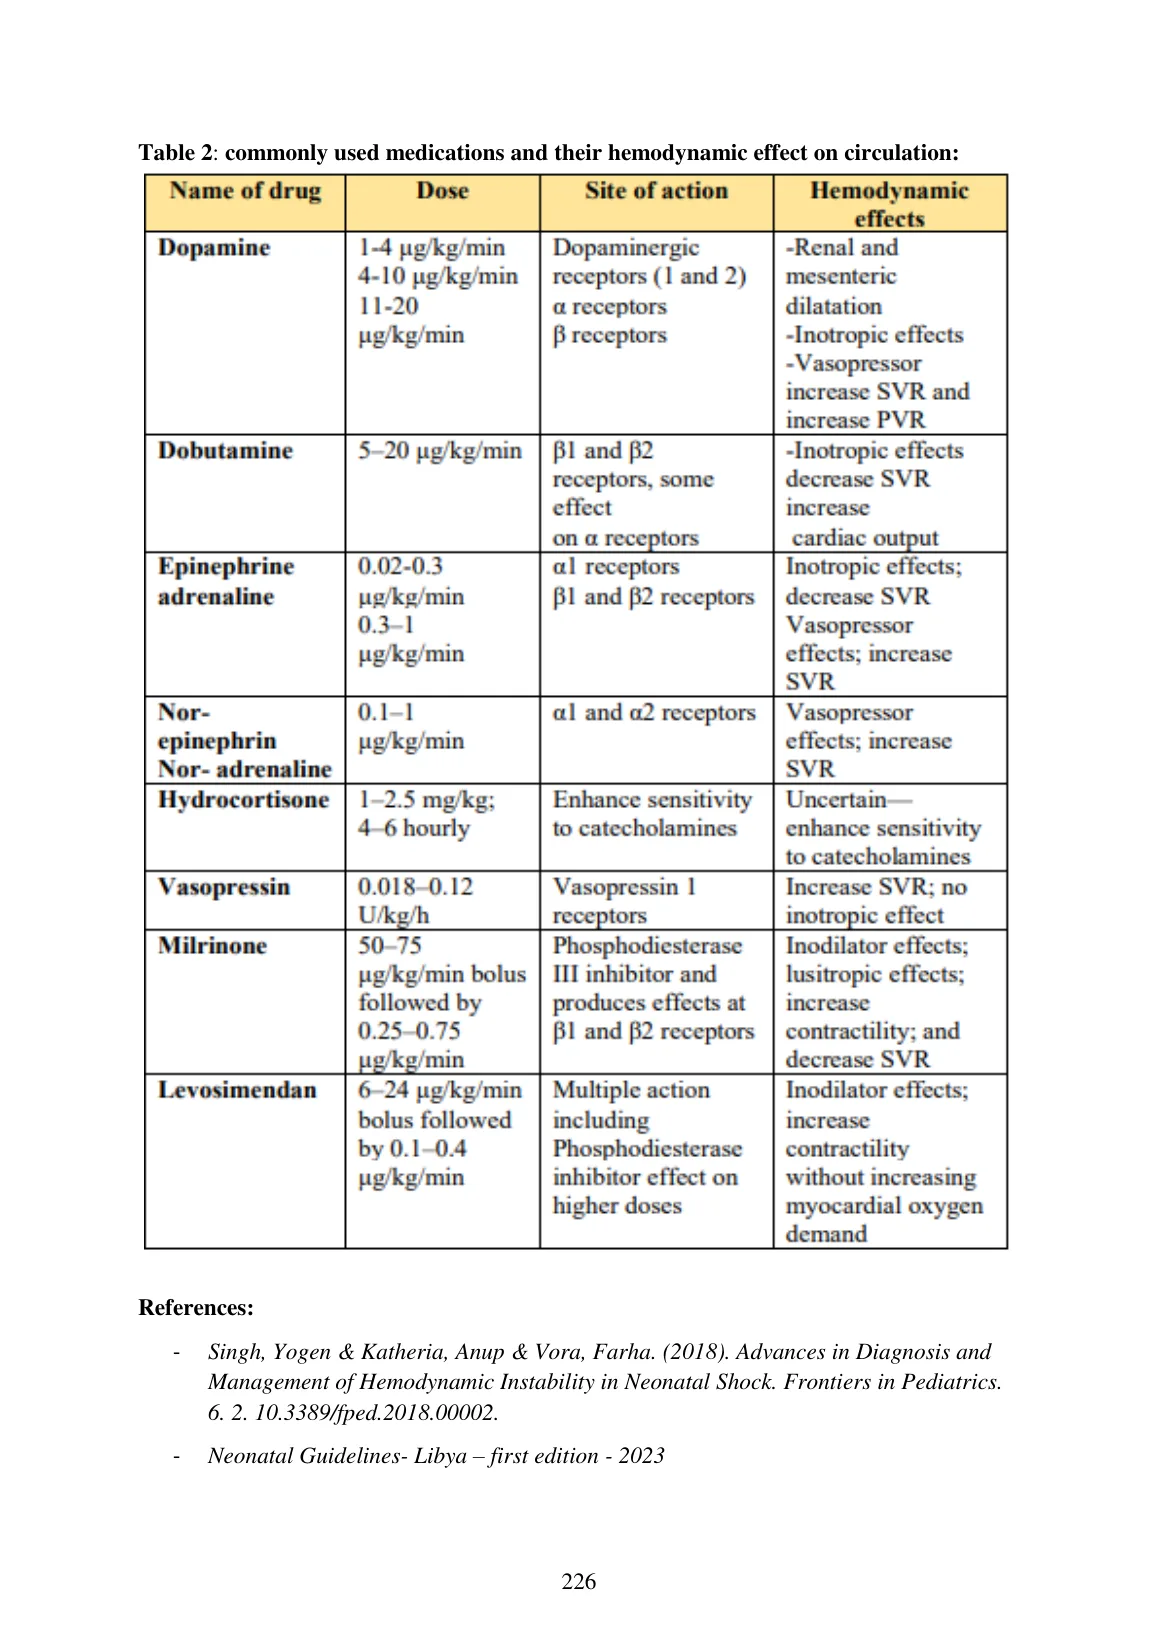 Table 2: commonly used medications and their hemodynamic effect on circulation:
Name of drug
Dose
Site of action
Hemodynamic
effects
Dopamine
1-4 µg/kg/min
4-10 µg/kg/min
11-20
µg/kg/min
Dopaminergic
receptors (1 and 2)
α receptors
β receptors
-Renal and
mesenteric
dilatation
-Inotropic effects
-Vasopressor
increase SVR and
increase PVR
Dobutamine
5–20 µg/kg/min
β1 and β2
receptors, some
effect
on α receptors
-Inotropic effects
decrease SVR
increase
cardiac output
Epinephrine
adrenaline
0.02-0.3
µg/kg/min
0.3–1
µg/kg/min
α1 receptors
β1 and β2 receptors
Inotropic effects;
decrease SVR
Vasopressor
effects; increase
SVR
Nor-
epinephrin
Nor- adrenaline
0.1–1
µg/kg/min
α1 and α2 receptors
Vasopressor
effects; increase
SVR
Hydrocortisone
1–2.5 mg/kg;
4–6 hourly
Enhance sensitivity
to catecholamines
Uncertain—
enhance sensitivity
to catecholamines
Vasopressin
0.018–0.12
U/kg/h
Vasopressin 1
receptors
Increase SVR; no
inotropic effect
Milrinone
50–75
µg/kg/min bolus
followed by
0.25–0.75
µg/kg/min
Phosphodiesterase
III inhibitor and
produces effects at
β1 and β2 receptors
Inodilator effects;
lusitropic effects;
increase
contractility; and
decrease SVR
Levosimendan
6–24 µg/kg/min
bolus followed
by 0.1–0.4
µg/kg/min
Multiple action
including
Phosphodiesterase
inhibitor effect on
higher doses
Inodilator effects;
increase
contractility
without increasing
myocardial oxygen
demand
References:
- Singh, Yogen & Katheria, Anup & Vora, Farha. (2018). Advances in Diagnosis and
Management of Hemodynamic Instability in Neonatal Shock. Frontiers in Pediatrics.
6. 2. 10.3389/fped.2018.00002.
- Neonatal Guidelines- Libya – first edition - 2023
226